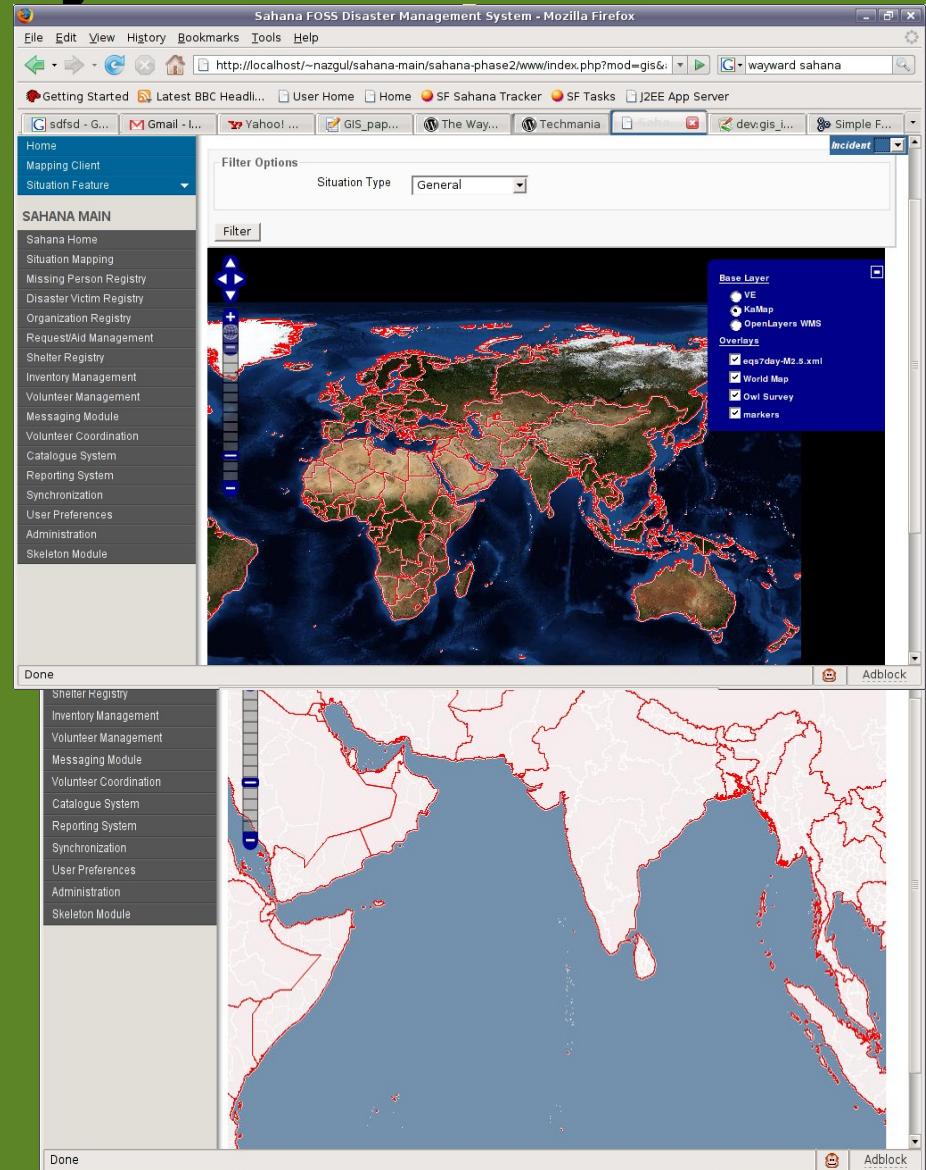 Sahana FOSS Disaster Management System - Mozilla Firefox
File Edit View History Bookmarks Tools Help
http://localhost/~nazgul/sahana-main/sahana-phase2/www/index.php?mod=gis& G wayward sahana
Getting Started Latest BBC Headli... User Home Home SF Sahana Tracker SF Tasks J2EE App Server
sdfsd - G... Gmail - I... Yahoo! ... GIS_pap... The Way... Techmania dev:gis_i... Simple F...
Home
Mapping Client
Situation Feature
SAHANA MAIN
Sahana Home
Situation Mapping
Missing Person Registry
Disaster Victim Registry
Organization Registry
Request/Aid Management
Shelter Registry
Inventory Management
Volunteer Management
Messaging Module
Volunteer Coordination
Catalogue System
Reporting System
Synchronization
User Preferences
Administration
Skeleton Module
Incident
Filter Options
Situation Type General
Filter
Base Layer
VE
KaMap
OpenLayers WMS
Overlays
eqs7day-M2.5.xml
World Map
Owl Survey
markers
Done Adblock
Shelter Registry
Inventory Management
Volunteer Management
Messaging Module
Volunteer Coordination
Catalogue System
Reporting System
Synchronization
User Preferences
Administration
Skeleton Module
Done Adblock